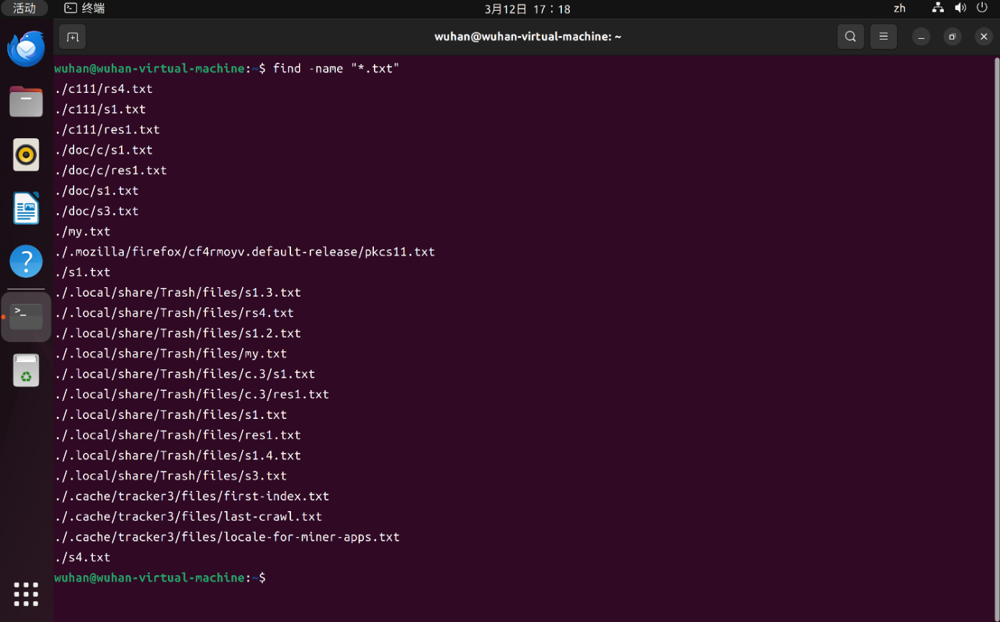 活动
终端
3月12日 17：18
zh
wuhan@wuhan-virtual-machine: ~
wuhan@wuhan-virtual-machine:~$ find -name "*.txt"
./c111/rs4.txt
./c111/s1.txt
./c111/res1.txt
./doc/c/s1.txt
./doc/c/res1.txt
./doc/s1.txt
./doc/s3.txt
./my.txt
./.mozilla/firefox/cf4rmoyv.default-release/pkcs11.txt
./s1.txt
./.local/share/Trash/files/s1.3.txt
./.local/share/Trash/files/rs4.txt
./.local/share/Trash/files/s1.2.txt
./.local/share/Trash/files/my.txt
./.local/share/Trash/files/c.3/s1.txt
./.local/share/Trash/files/c.3/res1.txt
./.local/share/Trash/files/s1.txt
./.local/share/Trash/files/res1.txt
./.local/share/Trash/files/s1.4.txt
./.local/share/Trash/files/s3.txt
./.cache/tracker3/files/first-index.txt
./.cache/tracker3/files/last-crawl.txt
./.cache/tracker3/files/locale-for-miner-apps.txt
./s4.txt
wuhan@wuhan-virtual-machine:~$